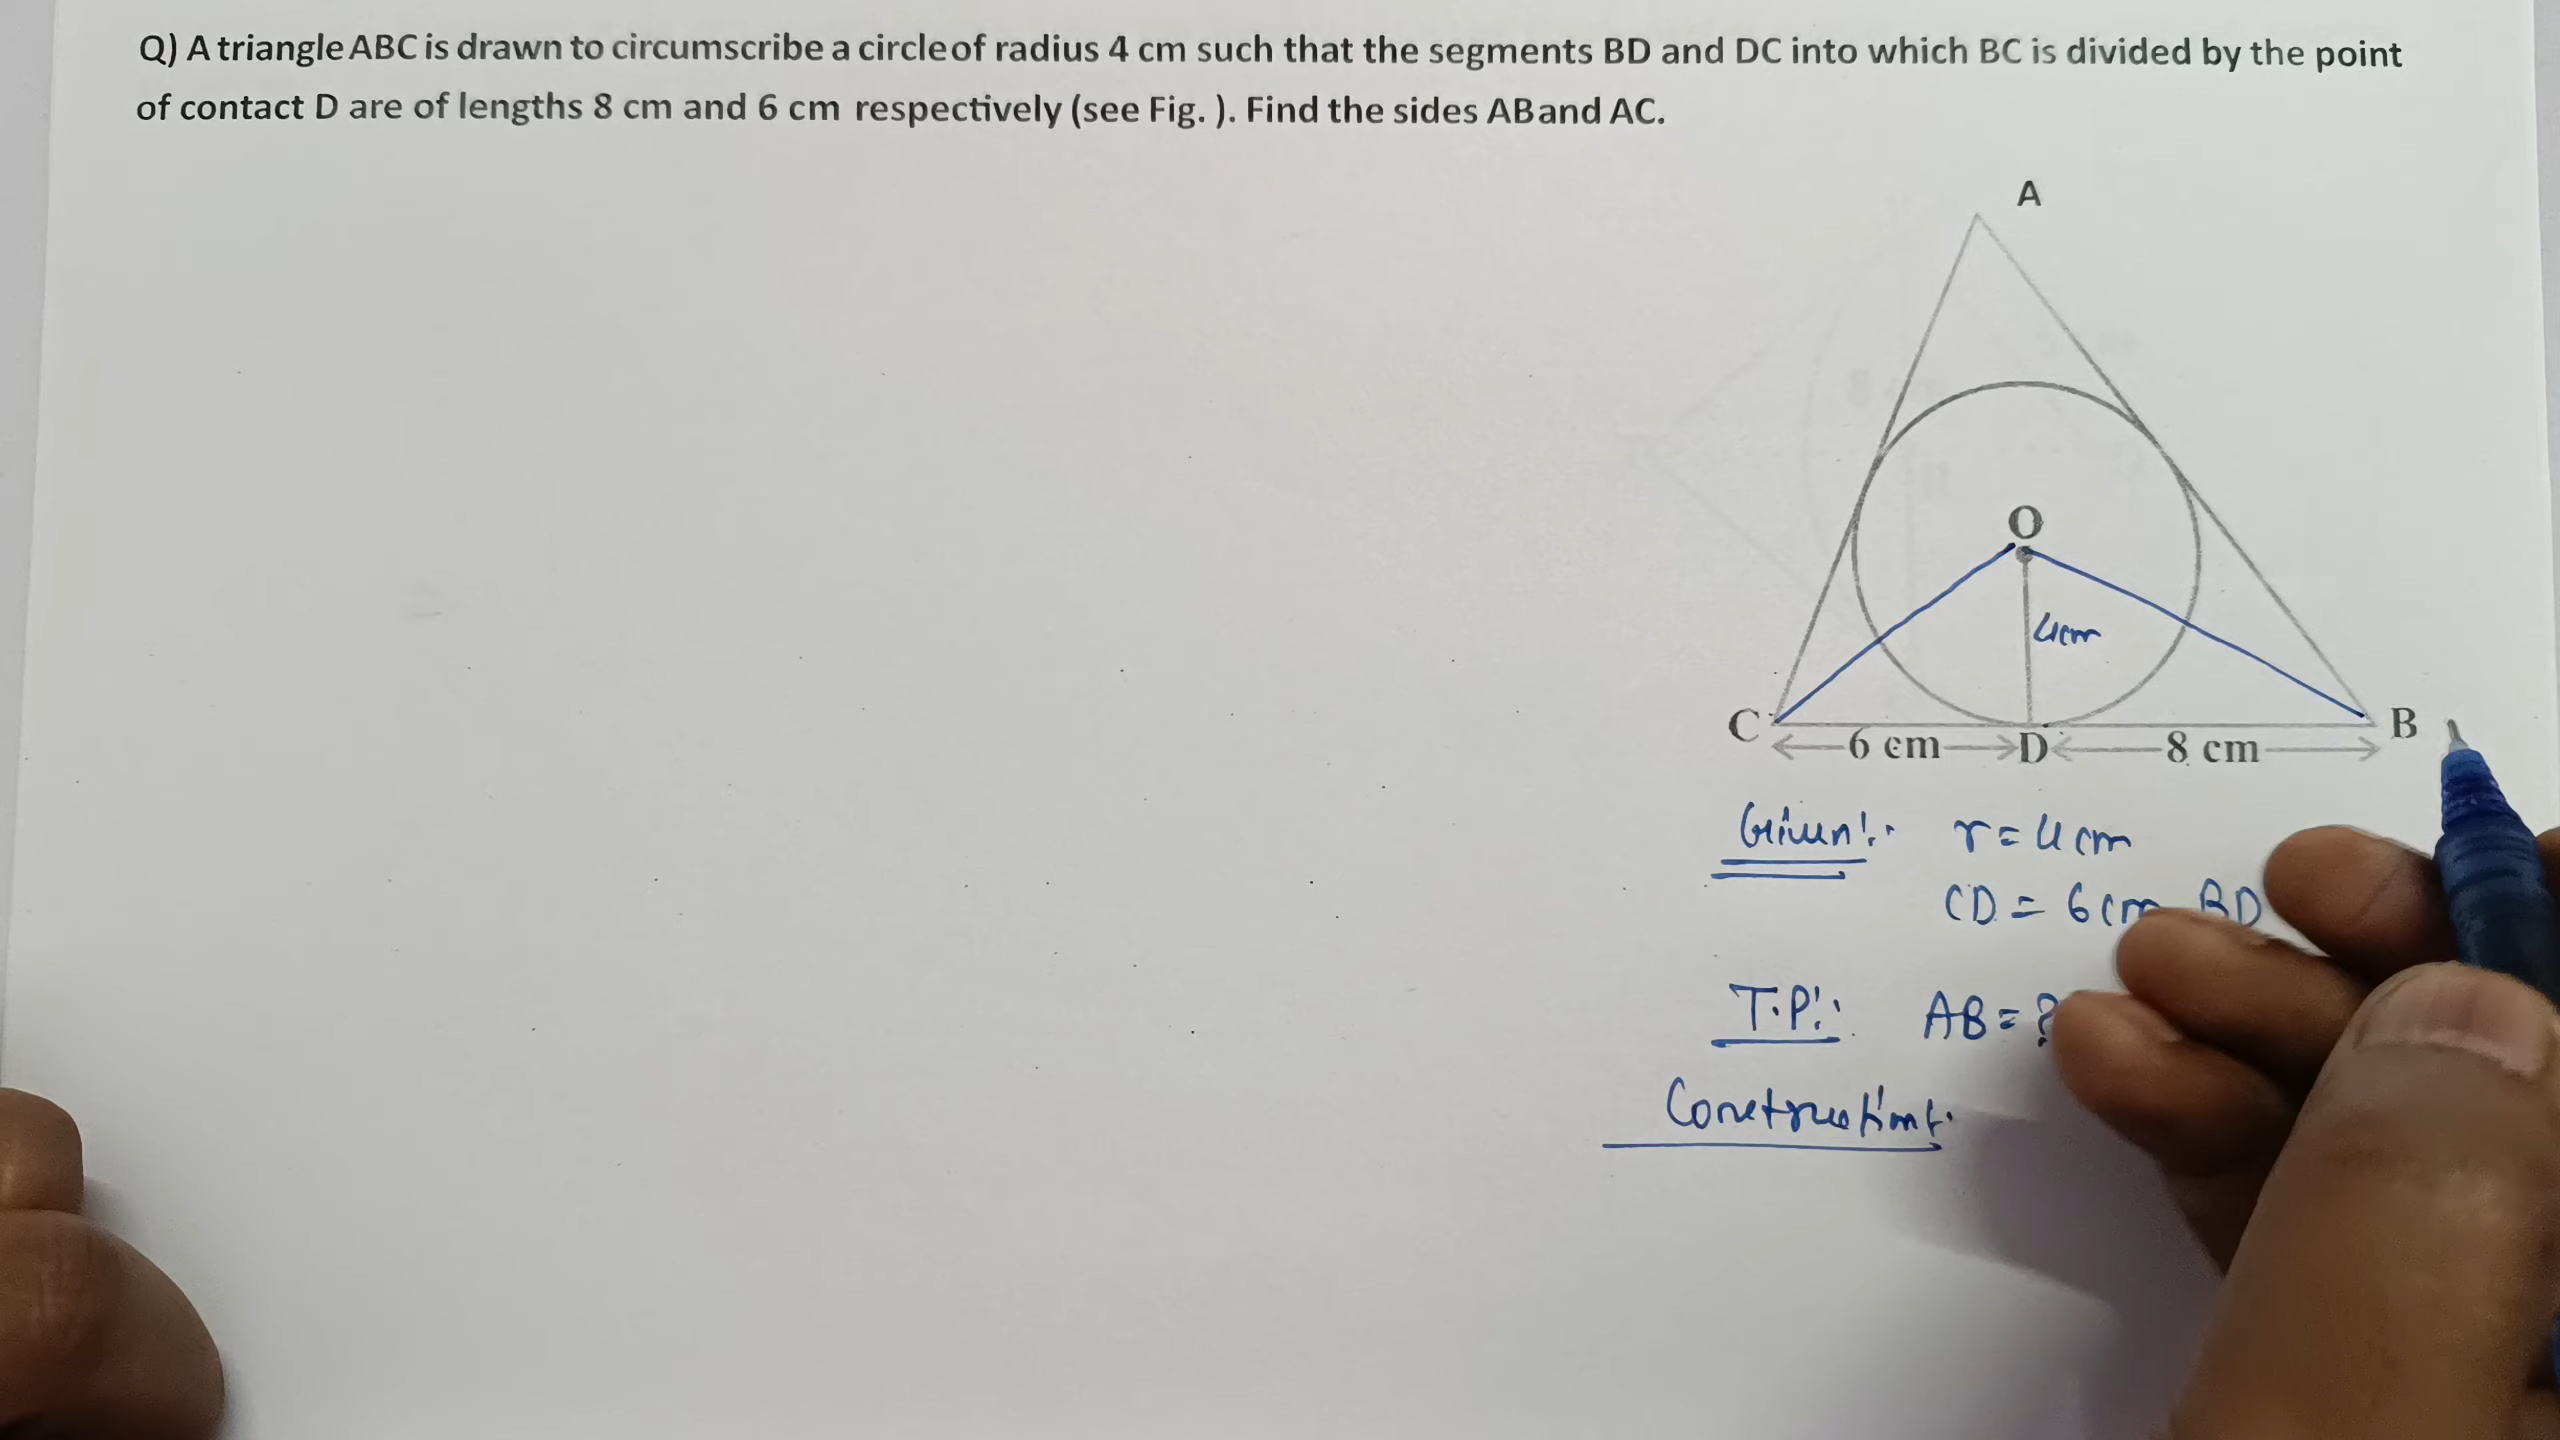 Q) A triangle ABC is drawn to circumscribe a circle of radius 4 cm such that the segments BD and DC into which BC is divided by the point
of contact D are of lengths 8 cm and 6 cm respectively (see Fig. ). Find the sides AB and AC.
A
O
4cm
C B
6 cm D 8 cm
Given:- r = 4 cm
CD = 6 cm BD
T.P:- AB = ?
Construction:-